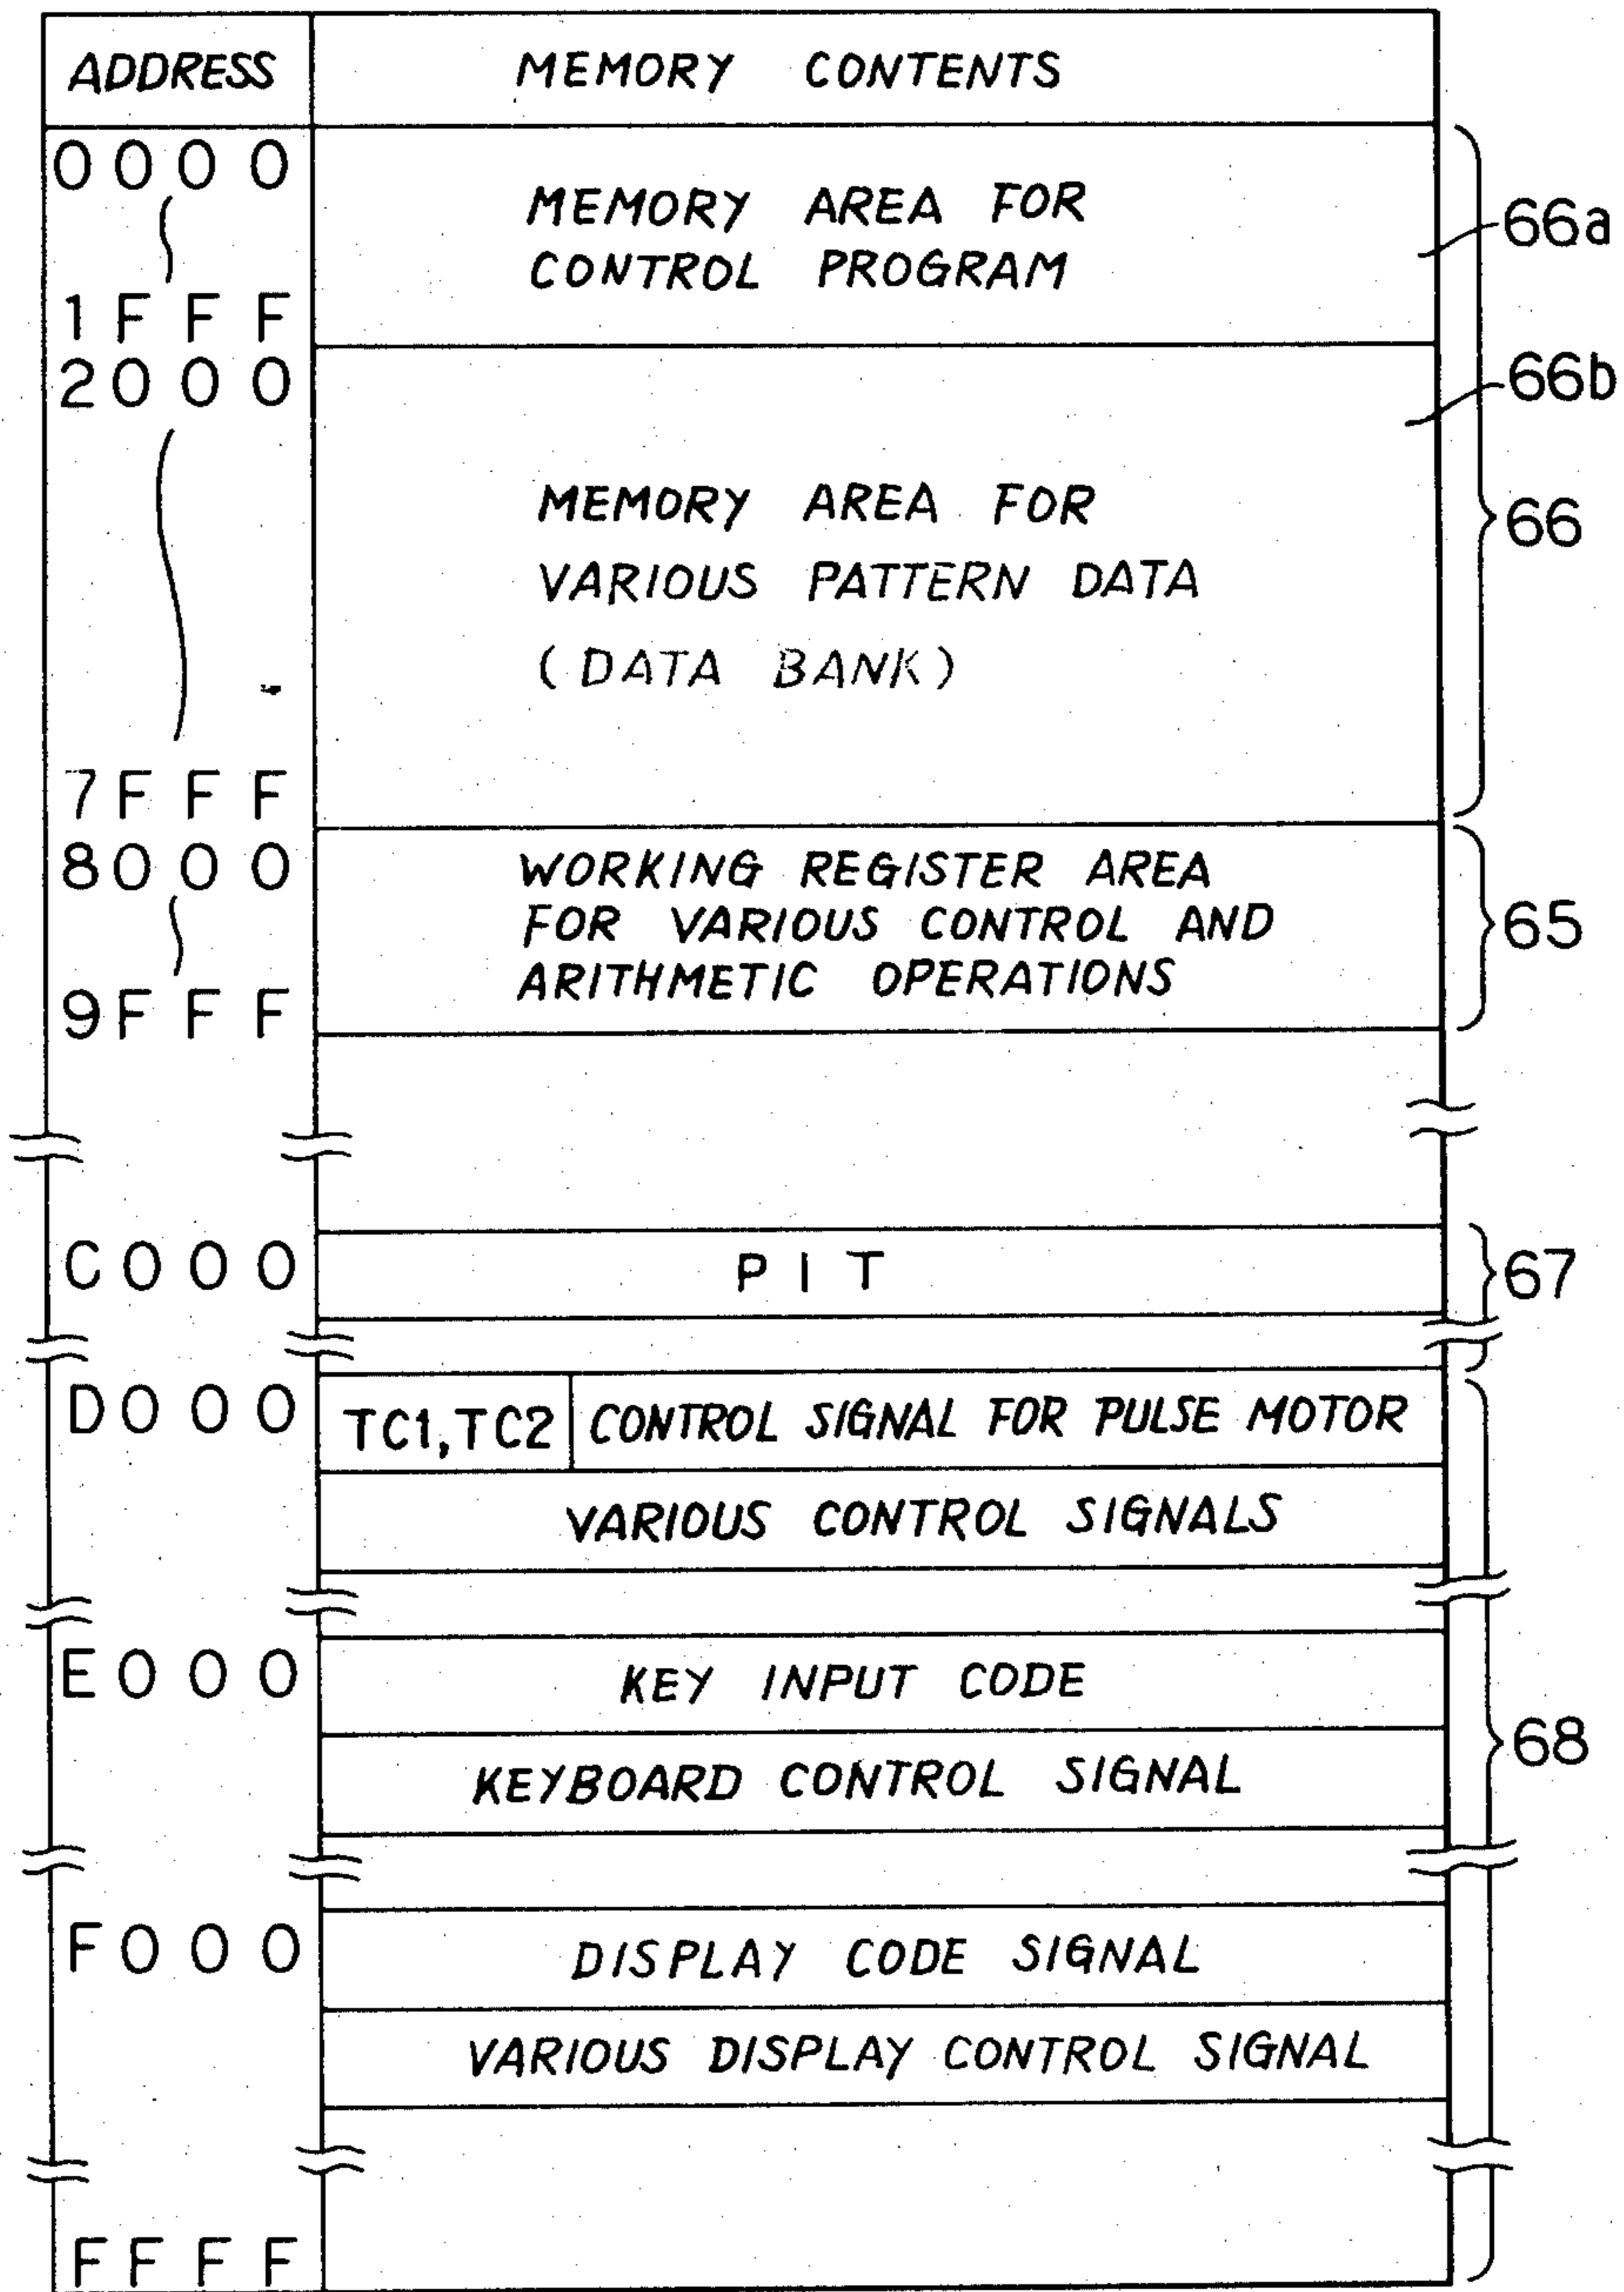 ADDRESS MEMORY CONTENTS
0000
MEMORY AREA FOR
CONTROL PROGRAM
66a
1FFF
2000
66b
MEMORY AREA FOR
VARIOUS PATTERN DATA
(DATA BANK)
66
7FFF
8000
WORKING REGISTER AREA
FOR VARIOUS CONTROL AND
ARITHMETIC OPERATIONS
65
9FFF
C000 PIT 67
D000 TC1, TC2 CONTROL SIGNAL FOR PULSE MOTOR
VARIOUS CONTROL SIGNALS
E000 KEY INPUT CODE
68
KEYBOARD CONTROL SIGNAL
F000 DISPLAY CODE SIGNAL
VARIOUS DISPLAY CONTROL SIGNAL
FFFF